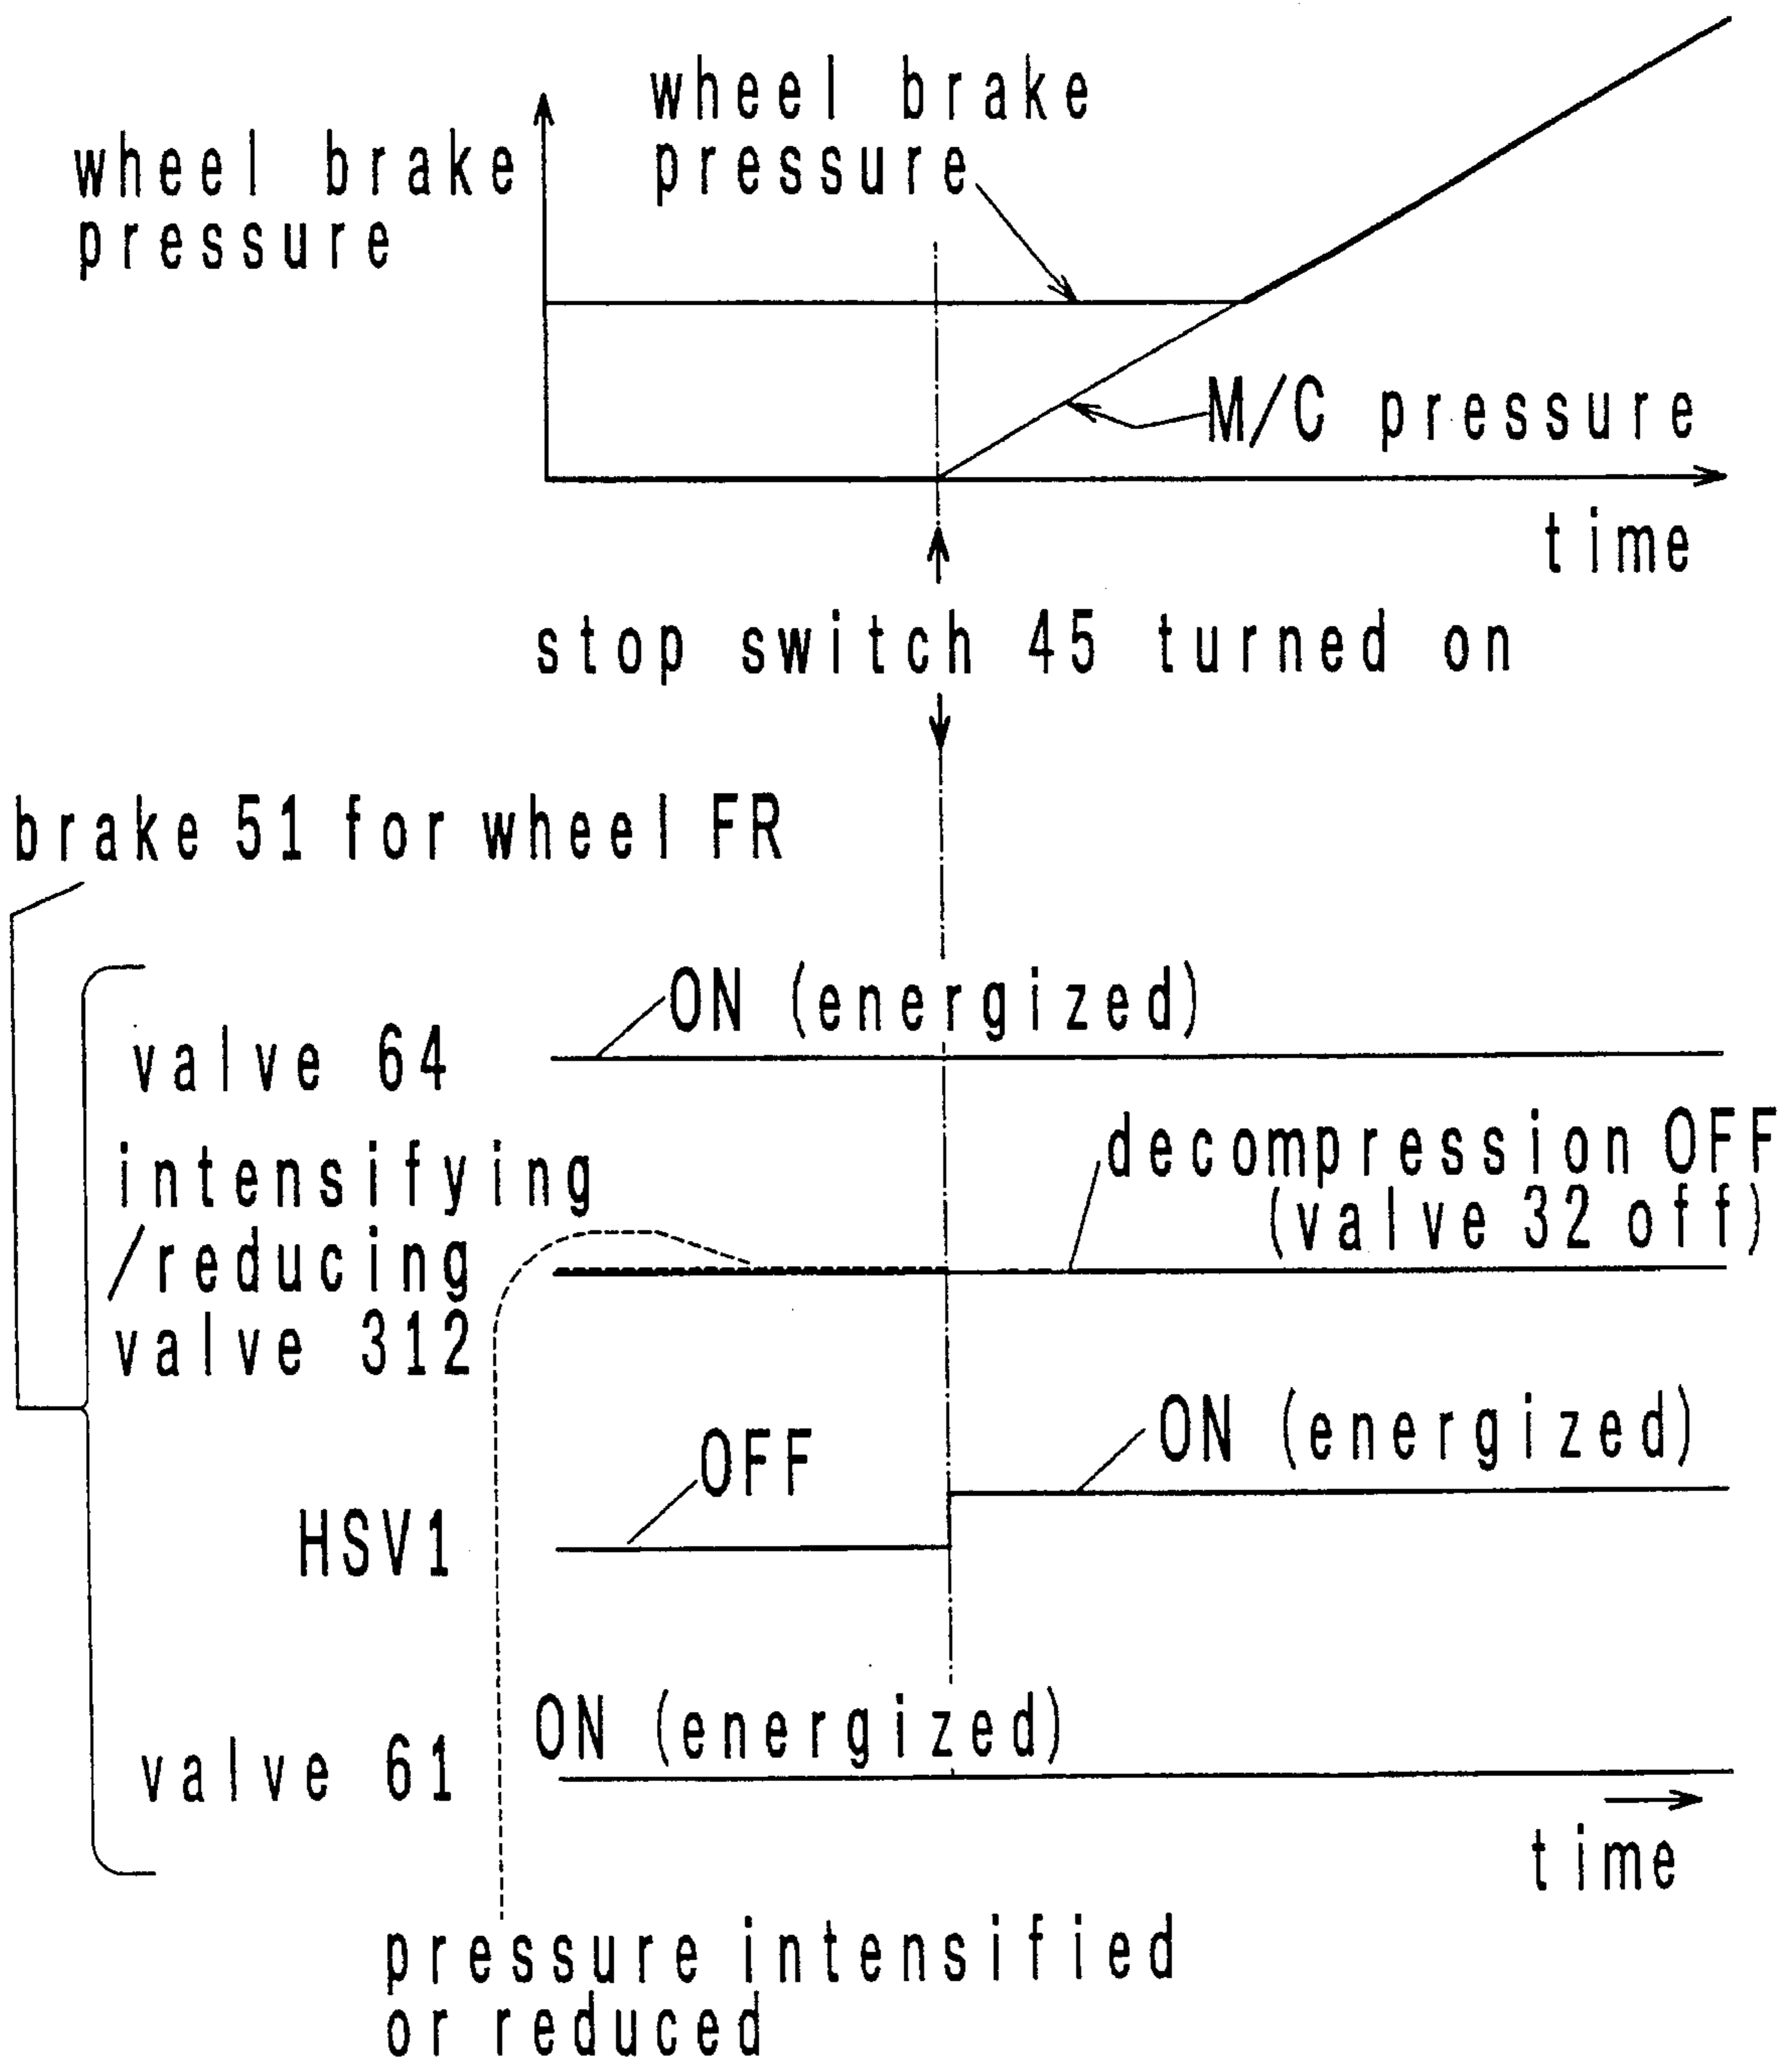 wheel brake
pressure
wheel brake
pressure
M/C pressure
time
stop switch 45 turned on
brake 51 for wheel FR
ON (energized)
valve 64
decompression OFF
(valve 32 off)
intensifying
/reducing
valve 312
ON (energized)
OFF
HSV1
ON (energized)
valve 61
time
pressure intensified
or reduced